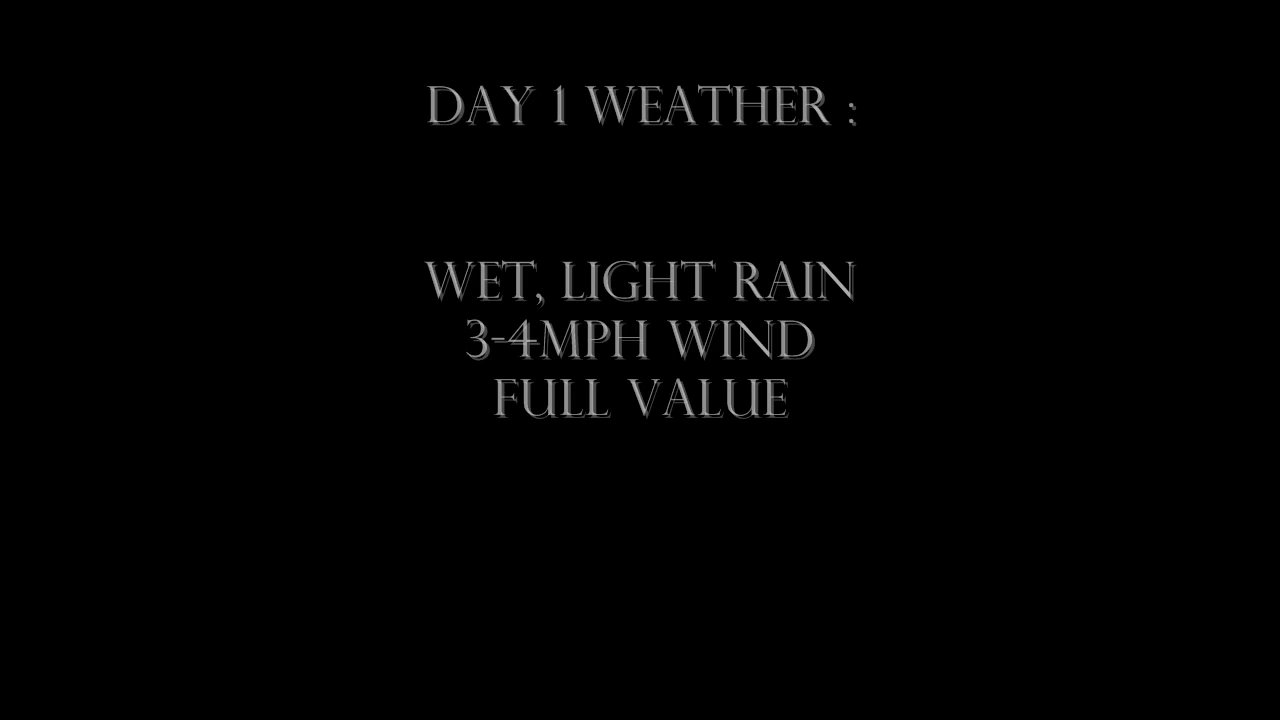 DAY 1 WEATHER :
WET, LIGHT RAIN
3-4MPH WIND
FULL VALUE